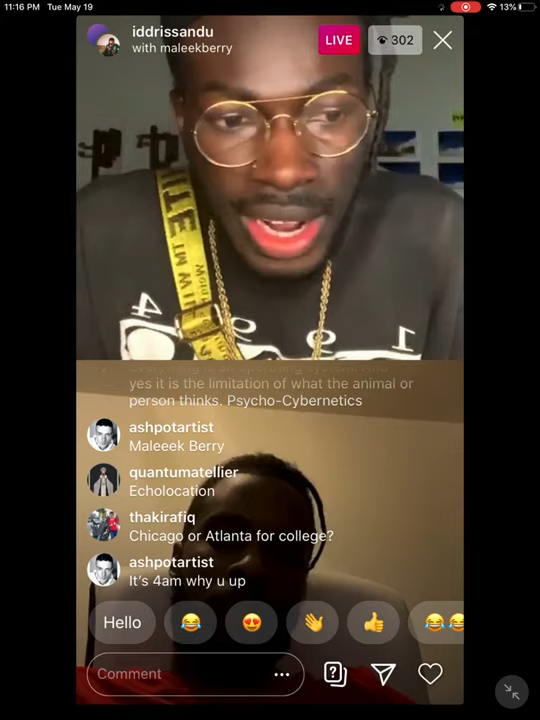 11:16 PM Tue May 19
13%
iddrissandu
with maleekberry
LIVE
302
yes it is the limitation of what the animal or
person thinks. Psycho-Cybernetics
ashpotartist
Maleeek Berry
quantumatellier
Echolocation
thakirafiq
Chicago or Atlanta for college?
ashpotartist
It's 4am why u up
Hello
Comment